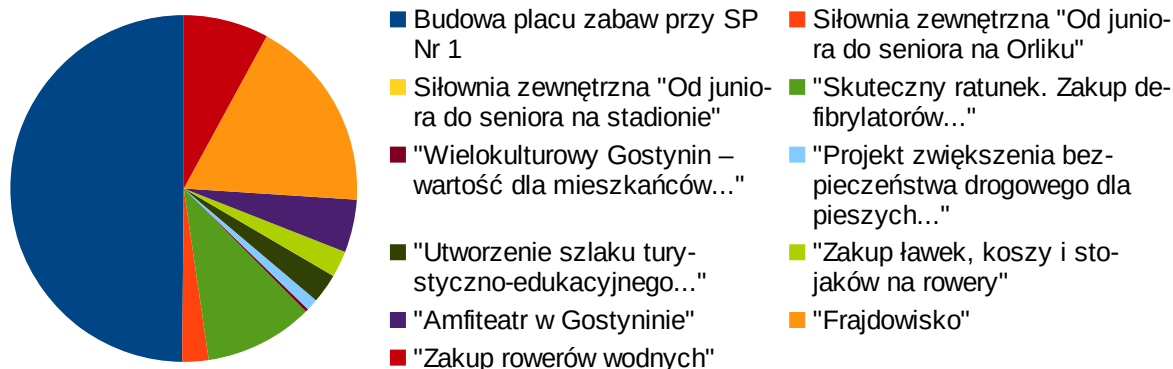 Budowa placu zabaw przy SP
Nr 1
Siłownia zewnętrzna "Od junio-
ra do seniora na Orliku"
Siłownia zewnętrzna "Od junio-
ra do seniora na stadionie"
"Skuteczny ratunek. Zakup de-
fibrylatorów..."
"Wielokulturowy Gostynin –
wartość dla mieszkańców..."
"Projekt zwiększenia bez-
pieczeństwa drogowego dla
pieszych..."
"Utworzenie szlaku tury-
styczno-edukacyjnego..."
"Zakup ławek, koszy i sto-
jaków na rowery"
"Amfiteatr w Gostyninie"
"Frajdowisko"
"Zakup rowerów wodnych"